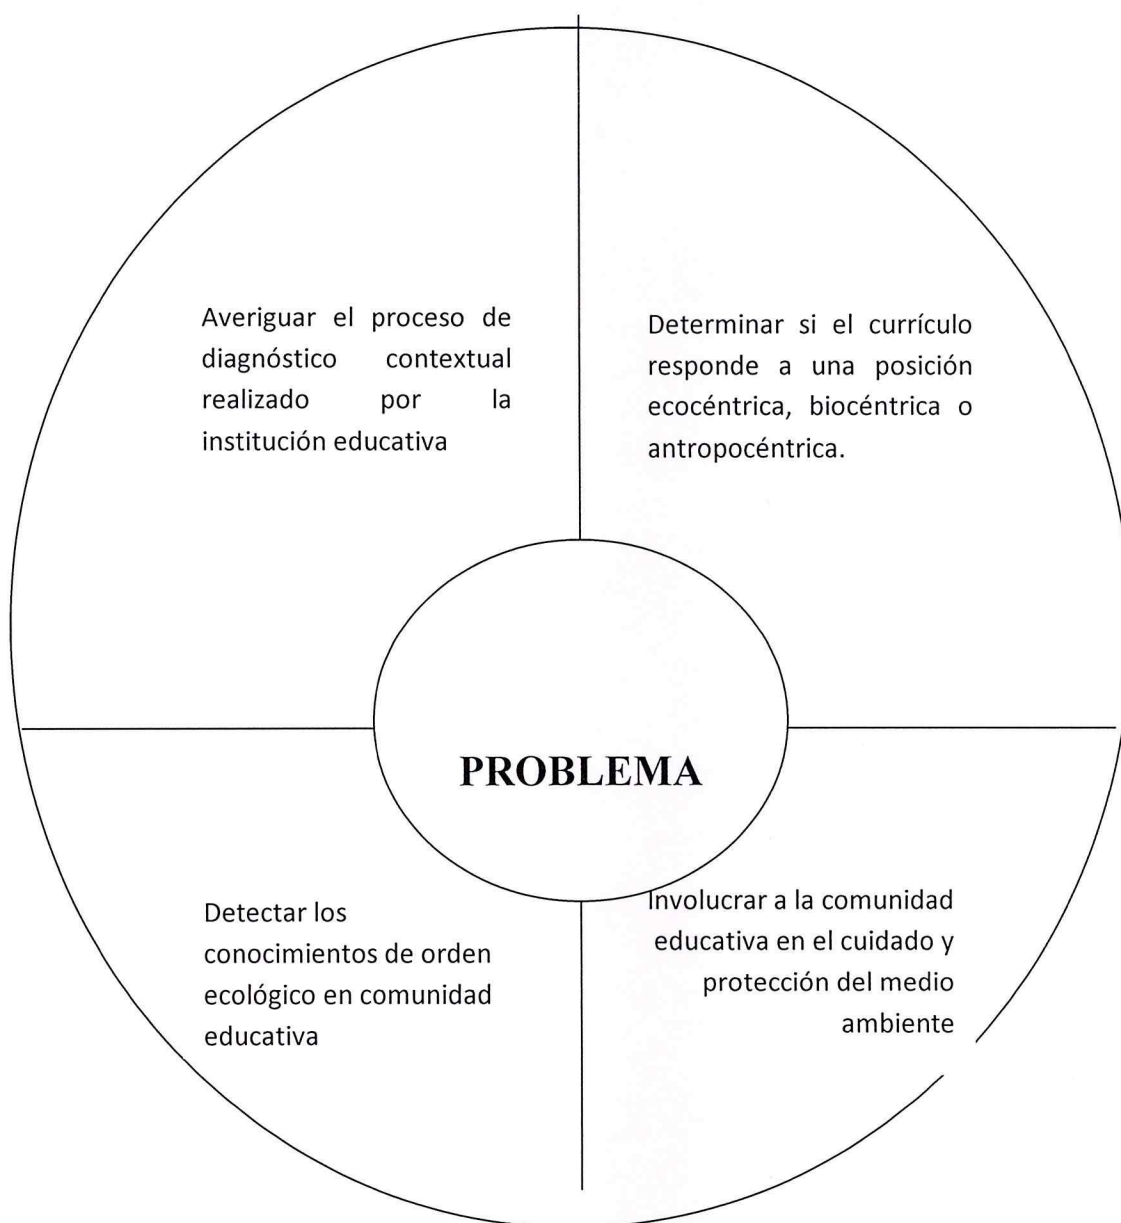 Averiguar el proceso de
diagnóstico contextual
realizado por la
institución educativa
Determinar si el currículo
responde a una posición
ecocéntrica, biocéntrica o
antropocéntrica.
PROBLEMA
Detectar los
conocimientos de orden
ecológico en comunidad
educativa
Involucrar a la comunidad
educativa en el cuidado y
protección del medio
ambiente